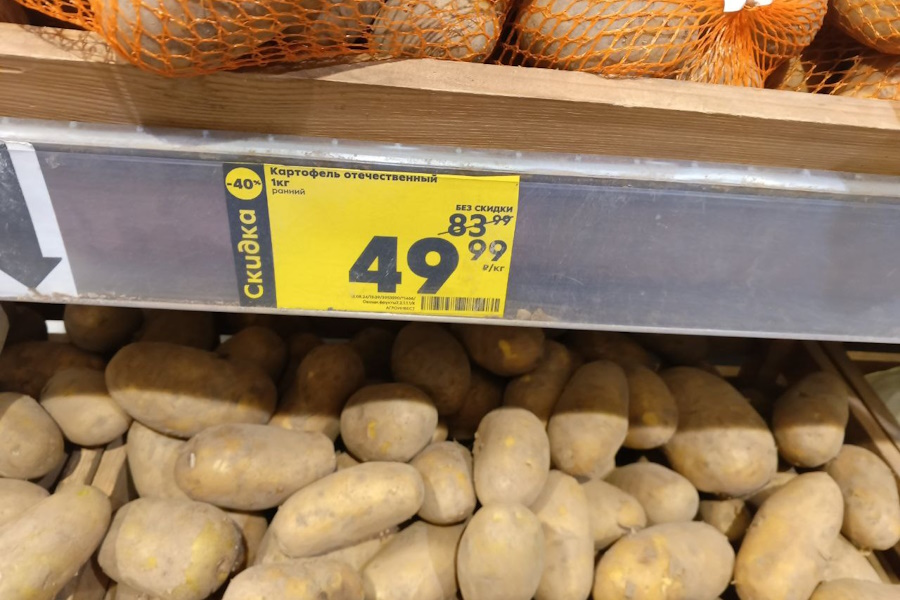 -40%
Скидка
Картофель отечественный
1кг
ранний
БЕЗ СКИДКИ
83 99
49 99
₽/кг